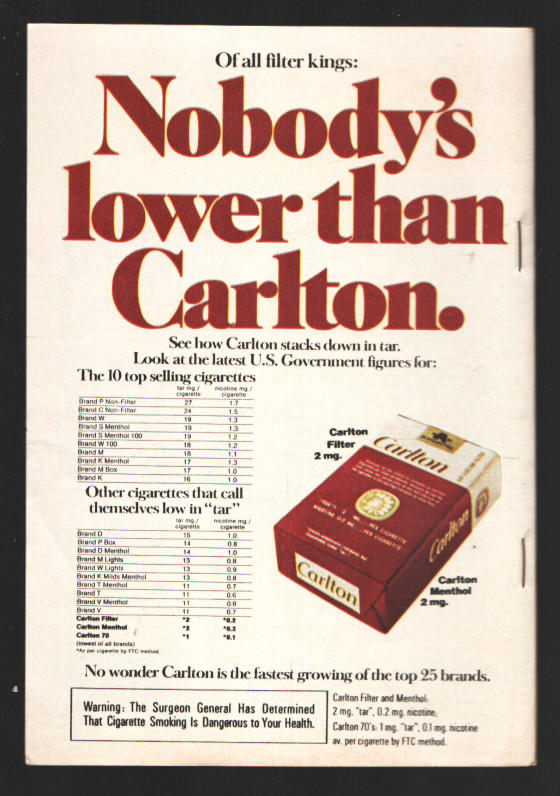 Of all filter kings:
Nobody's
lower than
Carlton.
See how Carlton stacks down in tar.
Look at the latest U.S. Government figures for:
The 10 top selling cigarettes
tar mg./ cigarette nicotine mg./ cigarette
Brand P Non-Filter 27 1.7
Brand C Non-Filter 24 1.5
Brand W 19 1.3
Brand S Menthol 19 1.3
Brand S Menthol 100 19 1.2
Brand W 100 18 1.2
Brand M 18 1.1
Brand K Menthol 17 1.3
Brand M Box 17 1.0
Brand K 16 1.0
Other cigarettes that call
themselves low in "tar"
tar mg./ cigarette nicotine mg./ cigarette
Brand D 15 1.0
Brand P Box 14 0.8
Brand D Menthol 14 1.0
Brand M Lights 13 0.8
Brand W Lights 13 0.9
Brand K Milds Menthol 13 0.8
Brand T Menthol 11 0.7
Brand T 11 0.6
Brand V Menthol 11 0.8
Brand V 11 0.7
Carlton Filter *2 *0.2
Carlton Menthol *2 *0.2
Carlton 70 *1 *0.1
(lowest of all brands)
*Av. per cigarette by FTC method.
Carlton
Filter
2 mg.
Carlton
Carlton
Carlton
Carlton
Menthol
2 mg.
No wonder Carlton is the fastest growing of the top 25 brands.
Warning: The Surgeon General Has Determined
That Cigarette Smoking Is Dangerous to Your Health.
Carlton Filter and Menthol:
2 mg. "tar", 0.2 mg. nicotine;
Carlton 70's: 1 mg. "tar", 0.1 mg. nicotine
av. per cigarette by FTC method.